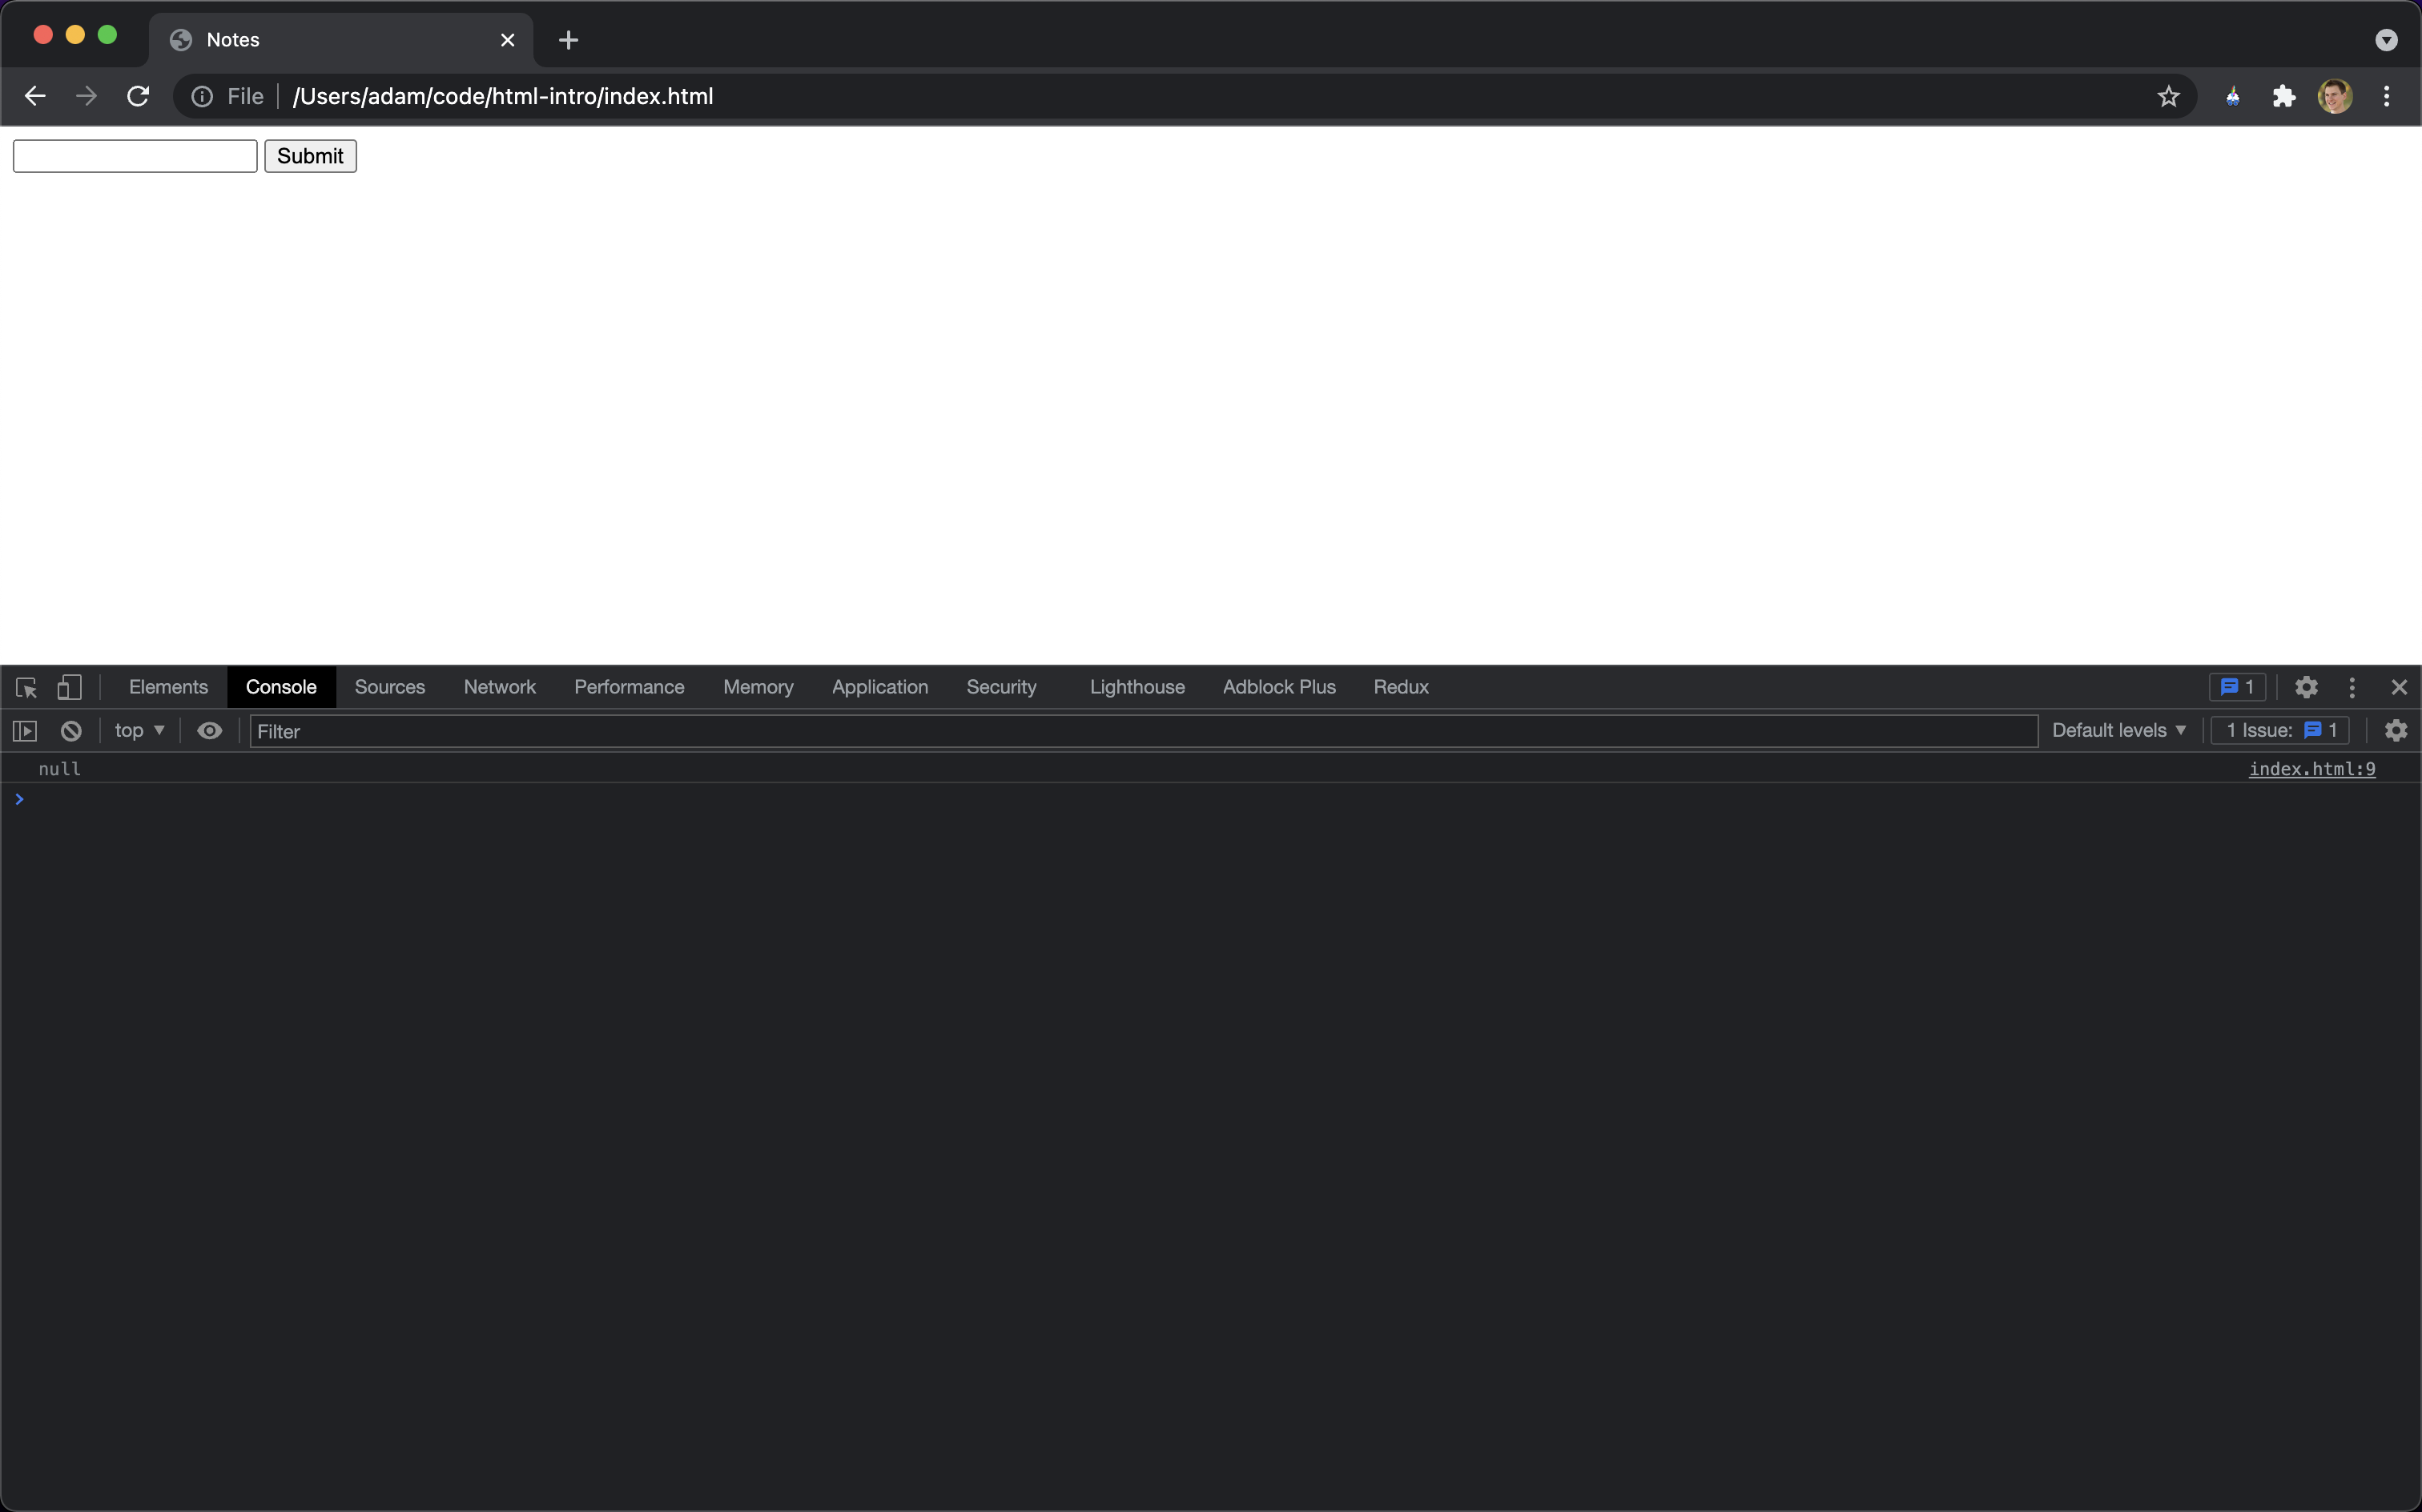 Notes
File /Users/adam/code/html-intro/index.html
Submit
Elements Console Sources Network Performance Memory Application Security Lighthouse Adblock Plus Redux 1
top Filter Default levels 1 Issue: 1
null index.html:9